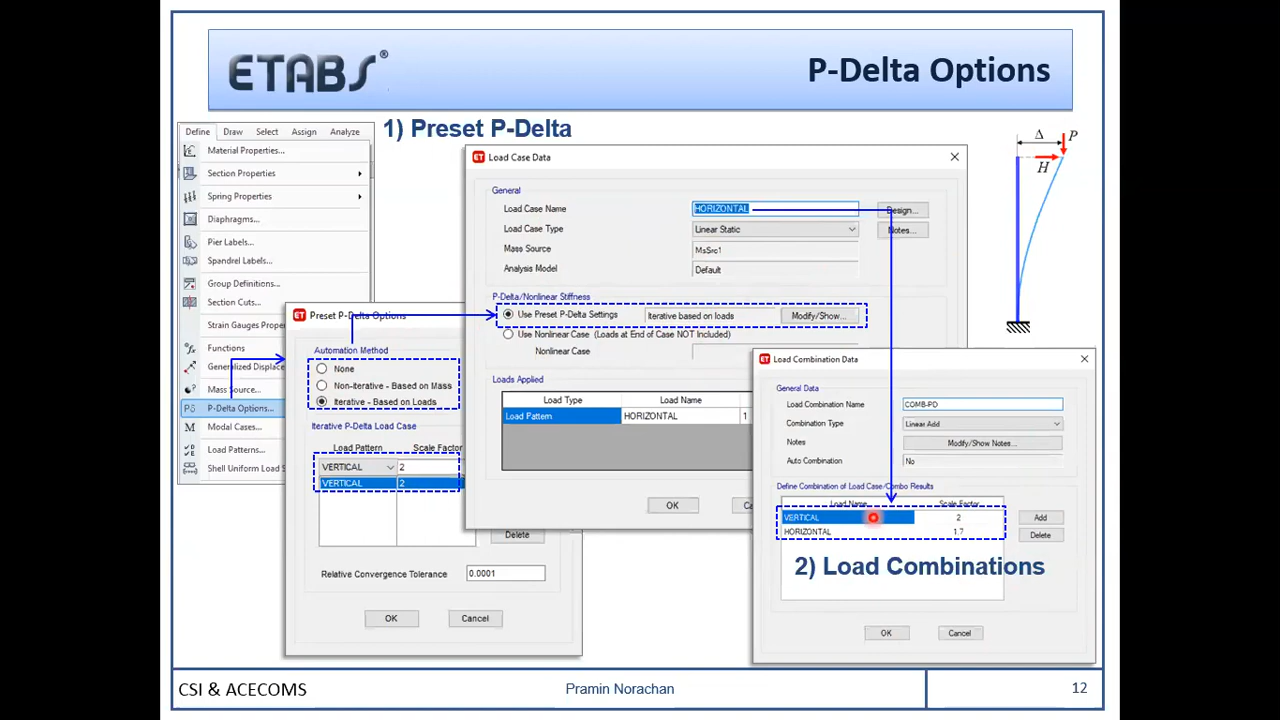 ETABS®
P-Delta Options
Define Draw Select Assign Analyze
Material Properties...
Section Properties
Spring Properties
Diaphragms...
Pier Labels...
Spandrel Labels...
Group Definitions...
Section Cuts...
Strain Gauges
Functions
Generalized
Mass Source...
P-Delta Options...
Modal Cases...
Load Patterns...
Shell Uniform Load
1) Preset P-Delta
Preset P-Delta Options
Automation Method
None
Non-Iterative - Based on Mass
Iterative - Based on Loads
Iterative P-Delta Load Case
Load Pattern Scale Factor
VERTICAL 2
VERTICAL 2
Delete
Relative Convergence Tolerance 0.0001
OK Cancel
Load Case Data
General
Load Case Name HORIZONTAL Design...
Load Case Type Linear Static Notes...
Mass Source MsSrc1
Analysis Model Default
P-Delta/Nonlinear Stiffness
Use Preset P-Delta Settings Iterative based on loads Modify/Show...
Use Nonlinear Case (Loads at End of Case NOT Included)
Nonlinear Case
Loads Applied
Load Type Load Name
Load Pattern HORIZONTAL 1
OK
Δ P
H
Load Combination Data
General Data
Load Combination Name COMB-PD
Combination Type Linear Add
Notes Modify/Show Notes...
Auto Combination No
Define Combination of Load Case/Combo Results
Load Name Scale Factor
VERTICAL 2 Add
HORIZONTAL 1.7 Delete
2) Load Combinations
OK Cancel
CSI & ACECOMS
Pramin Norachan
12